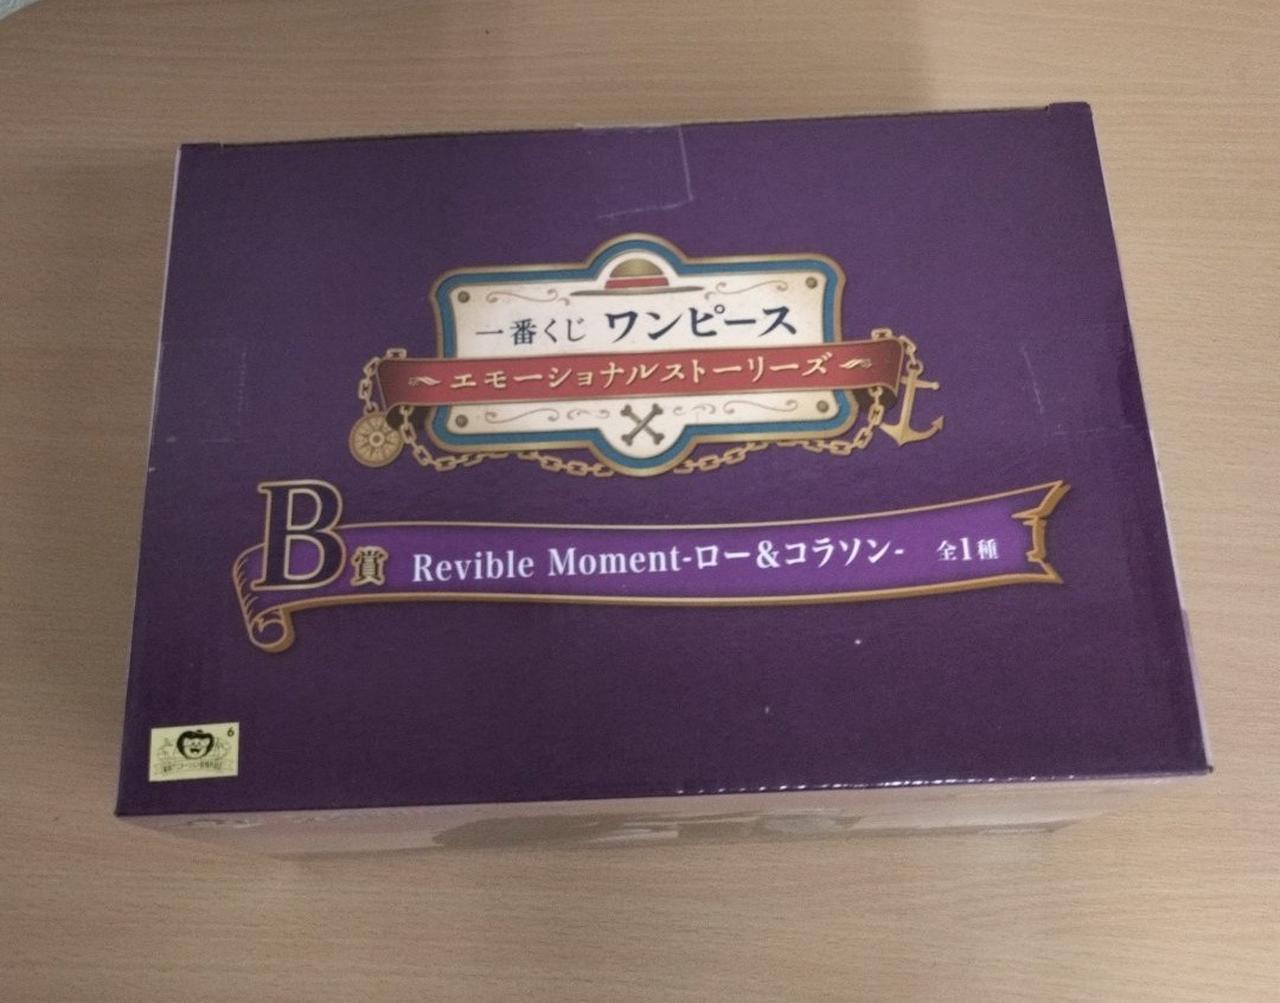 一番くじ ワンピース
エモーショナルストーリーズ
B賞 Revible Moment-ロー&コラソン- 全1種
6